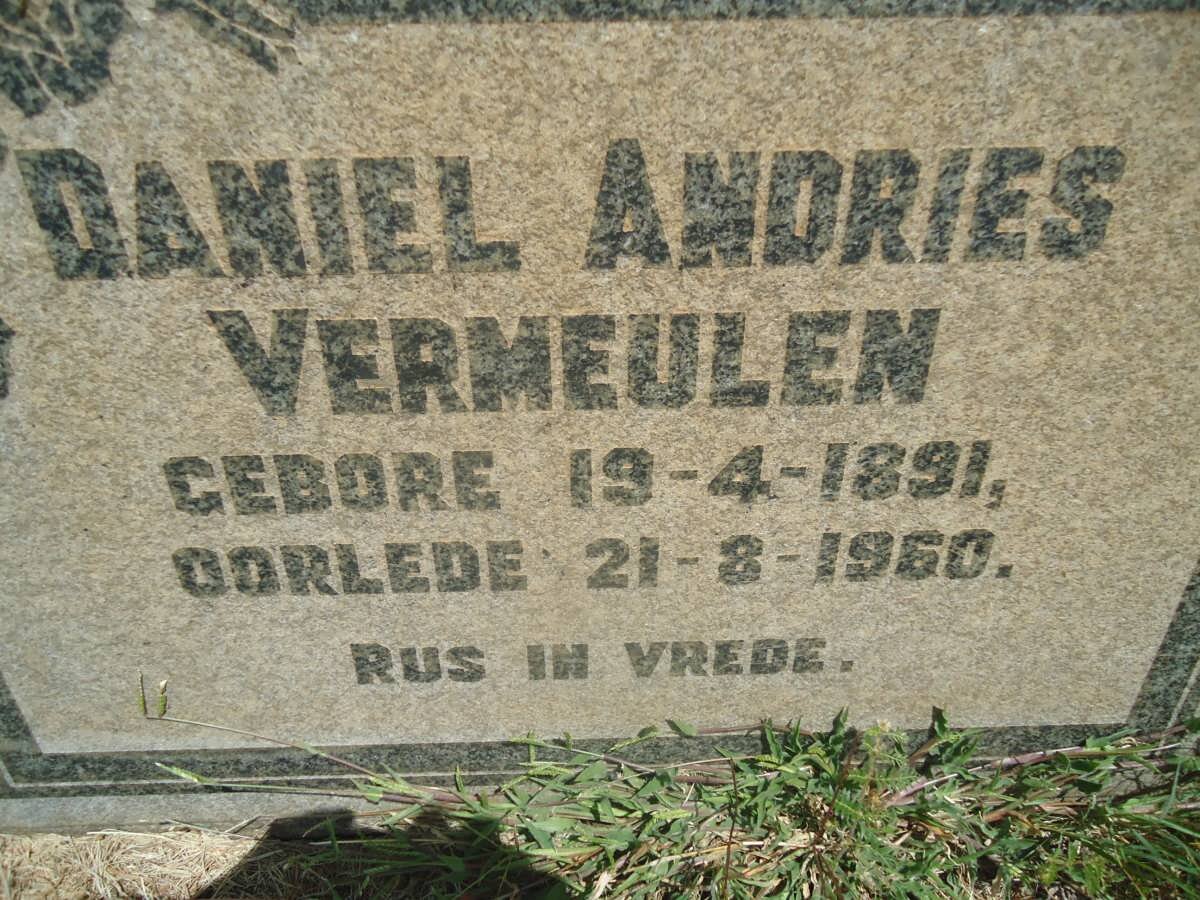 DANIEL ANDRIES
VERMEULEN
GEBORE 19-4-1891,
OORLEDE 21-8-1960.
RUS IN VREDE.